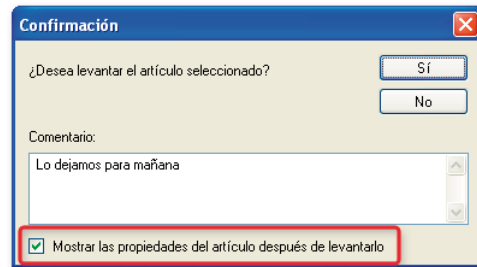 Confirmación
¿Desea levantar el artículo seleccionado?
Sí
No
Comentario:
Lo dejamos para mañana
Mostrar las propiedades del artículo después de levantarlo